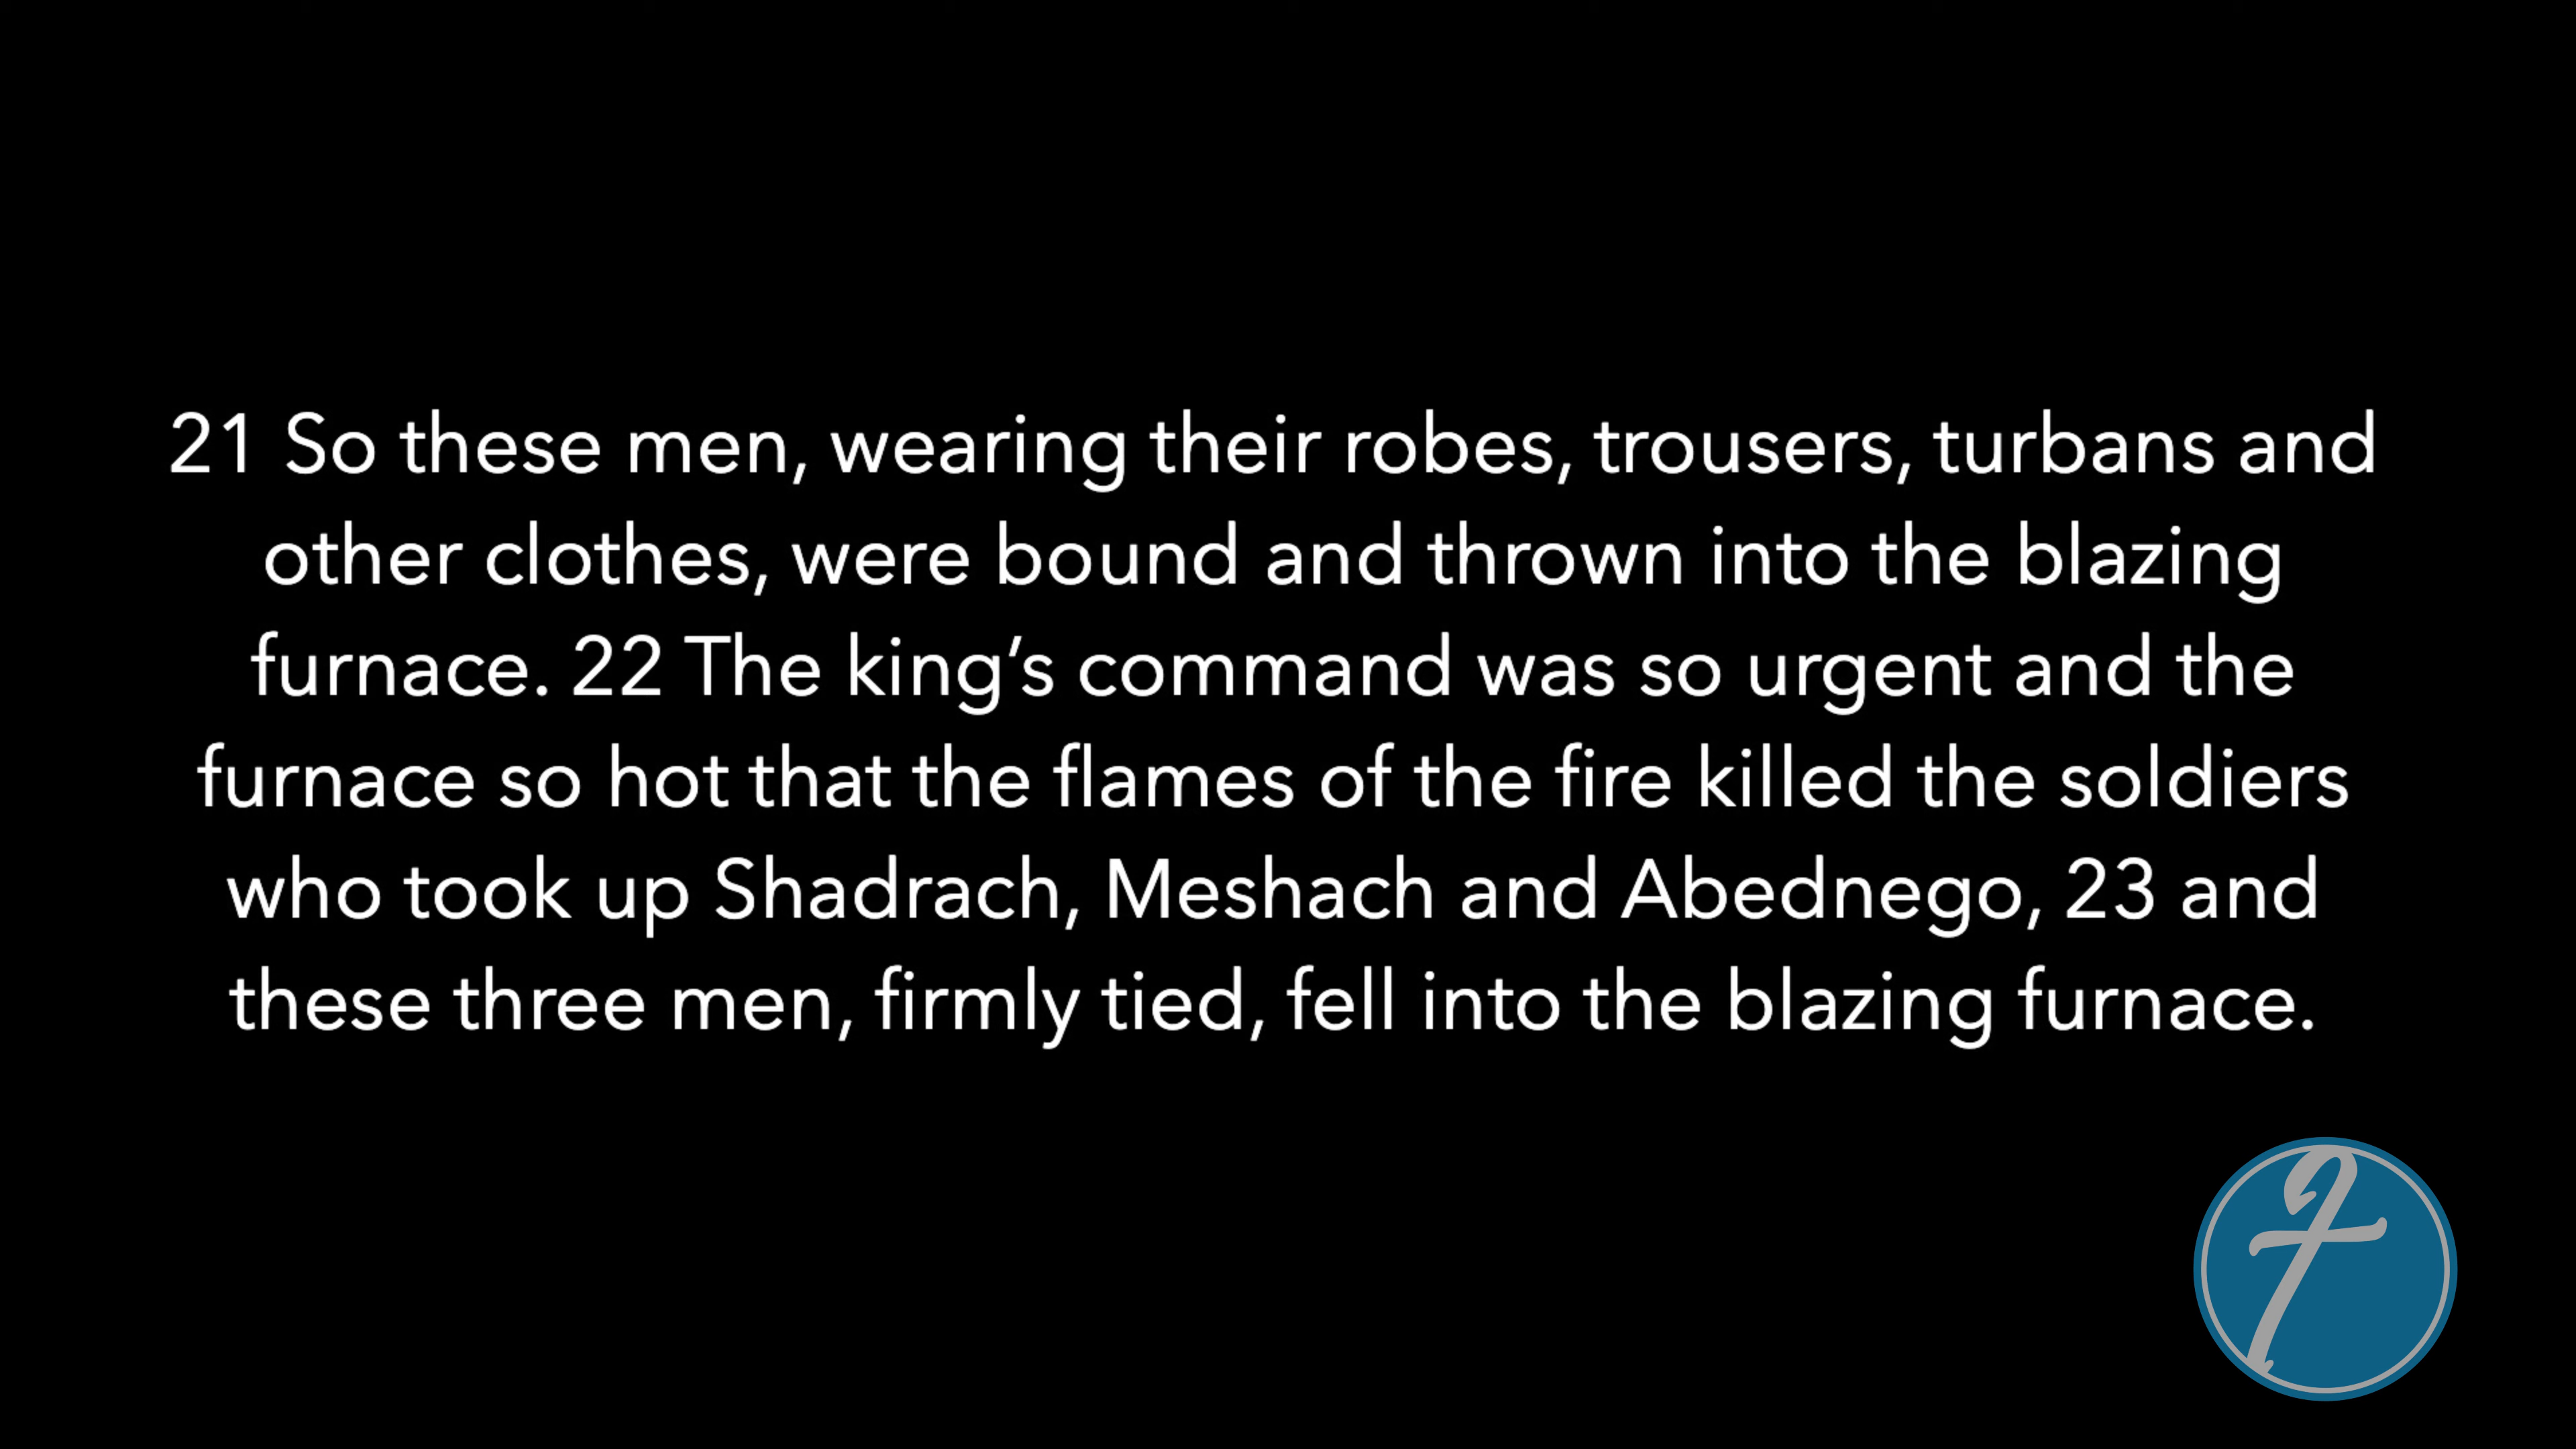 21 So these men, wearing their robes, trousers, turbans and
other clothes, were bound and thrown into the blazing
furnace. 22 The king’s command was so urgent and the
furnace so hot that the flames of the fire killed the soldiers
who took up Shadrach, Meshach and Abednego, 23 and
these three men, firmly tied, fell into the blazing furnace.